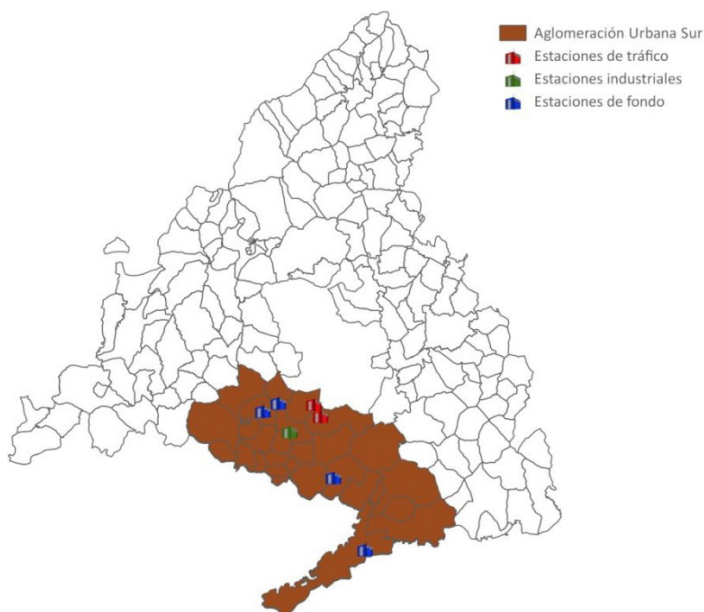 Aglomeración Urbana Sur
Estaciones de tráfico
Estaciones industriales
Estaciones de fondo